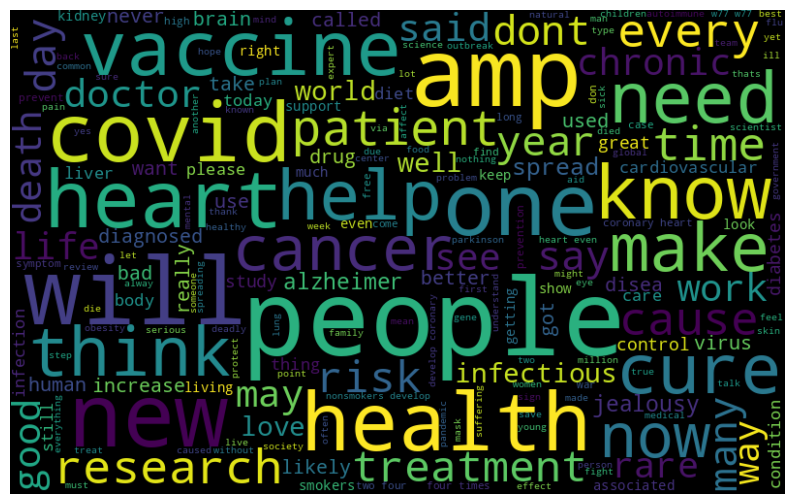 kidney never high brain mind called said dont man children autoimmune w77 w77 best
last vaccine back hope right science outbreak amp every natural type flu team yet
common sure plan expert lot chronic thats ill
prevent doctor take today world diet don sick need
day pain another support used died case scientist
covid patient year great time
death yes known drug via affect long
due center food find nothing well spread cardiovascular global government
want please much keep problem aid
liver free
heart help one know
use mental thank week even come prevention coronary heart look
life diagnosed healthy parkinson heart even make
symptom review let really someone spreading cancer see say might diabetes
bad study better disea show eye care
will alway body alzheimer first understand work
infection die obesity serious deadly lung people gene develop coronary getting got cause
think step protect family mean two million control virus feel skin
human increase living thing point infectious true talk cure
nonsmokers develop risk women war
new may suffering sign made jealousy
good still everything caused without live society love health often pandemic mask save young medical now many way condition
treat research likely treatment person fight rare
must smokers two four four times effect associated